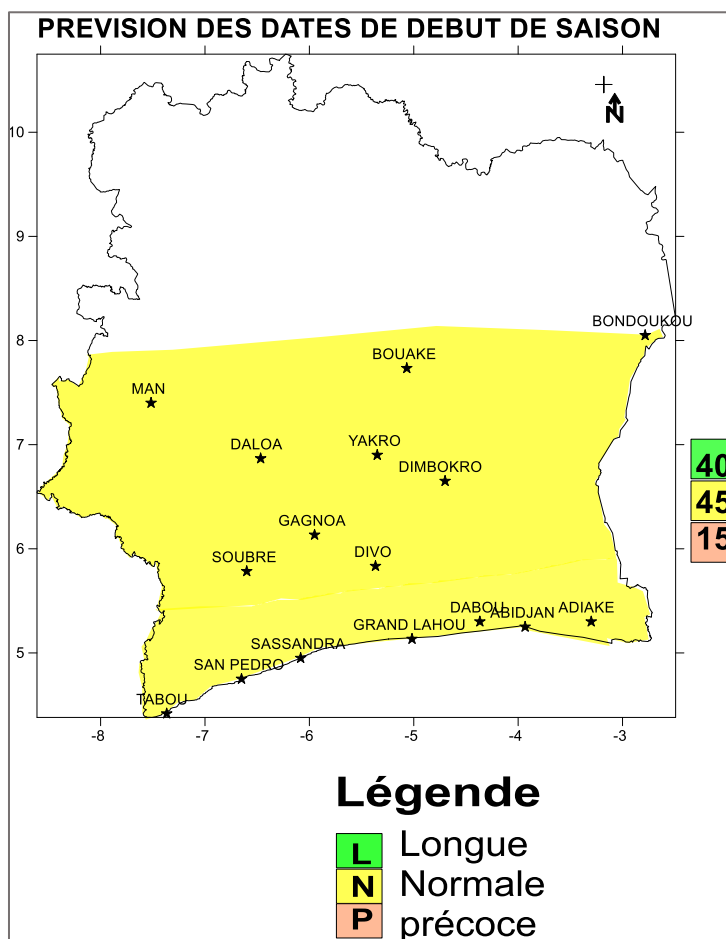 PREVISION DES DATES DE DEBUT DE SAISON
N
10
9
BONDOUKOU
8
BOUAKE
MAN
YAKRO
DALOA
7
DIMBOKRO
40
45
GAGNOA
15
6
SOUBRE
DIVO
DABOU
ABIDJAN
ADIAKE
GRAND LAHOU
5
SASSANDRA
SAN PEDRO
TABOU
-8 -7 -6 -5 -4 -3
Légende
L Longue
N Normale
P précoce